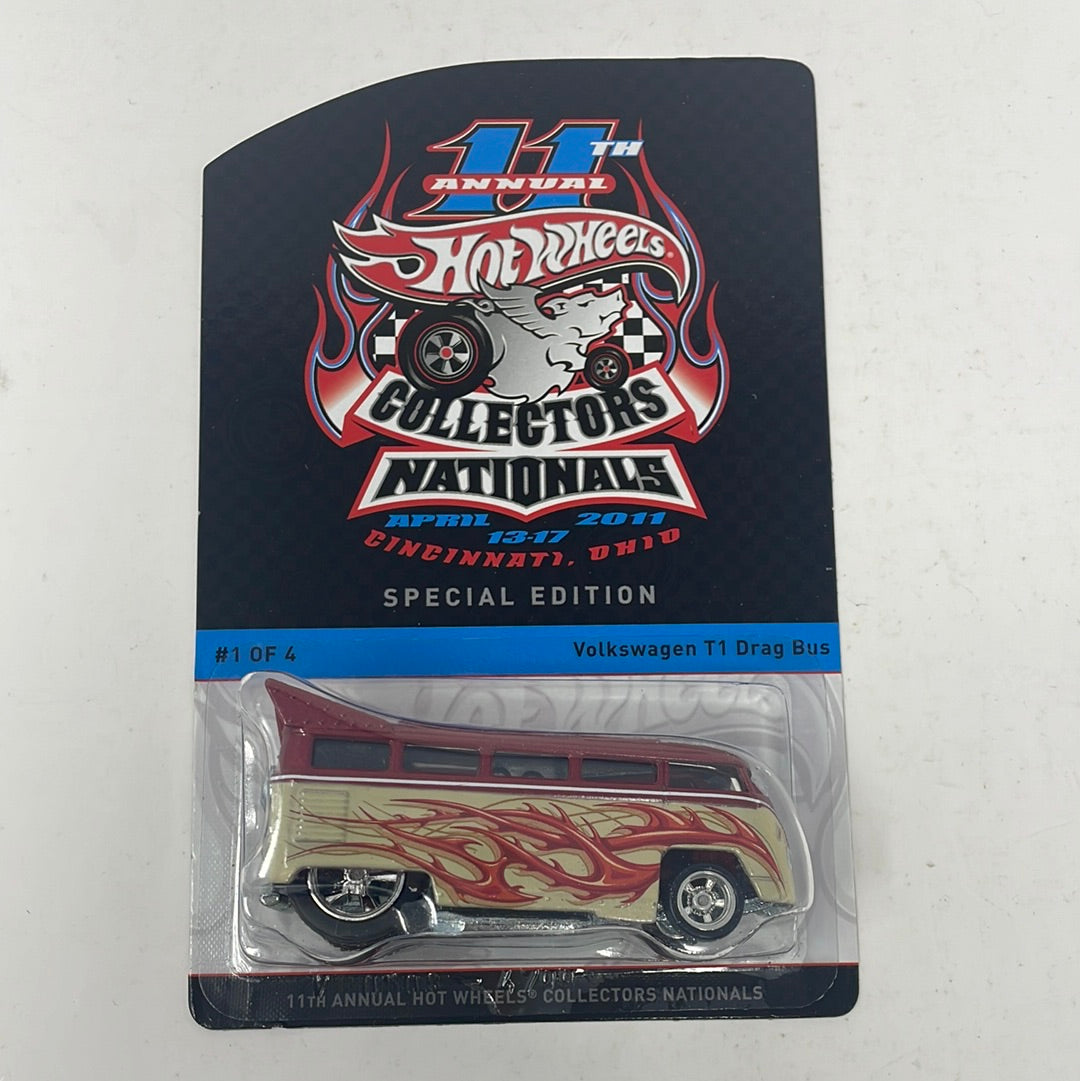 11TH
ANNUAL
HOT WHEELS
COLLECTORS
NATIONALS
APRIL 13-17 2011
CINCINNATI, OHIO
SPECIAL EDITION
#1 OF 4
Volkswagen T1 Drag Bus
11TH ANNUAL HOT WHEELS® COLLECTORS NATIONALS